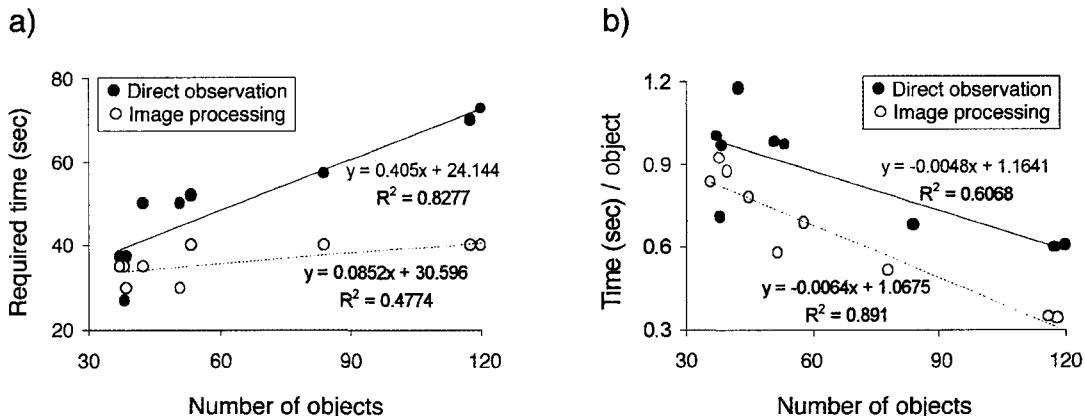 a)
80
60
40
20
Required time (sec)
Direct observation
Image processing
y = 0.405x + 24.144
R² = 0.8277
y = 0.0852x + 30.596
R² = 0.4774
30 60 90 120
Number of objects
b)
1.2
0.9
0.6
0.3
Time (sec) / object
Direct observation
Image processing
y = -0.0048x + 1.1641
R² = 0.6068
y = -0.0064x + 1.0675
R² = 0.891
30 60 90 120
Number of objects